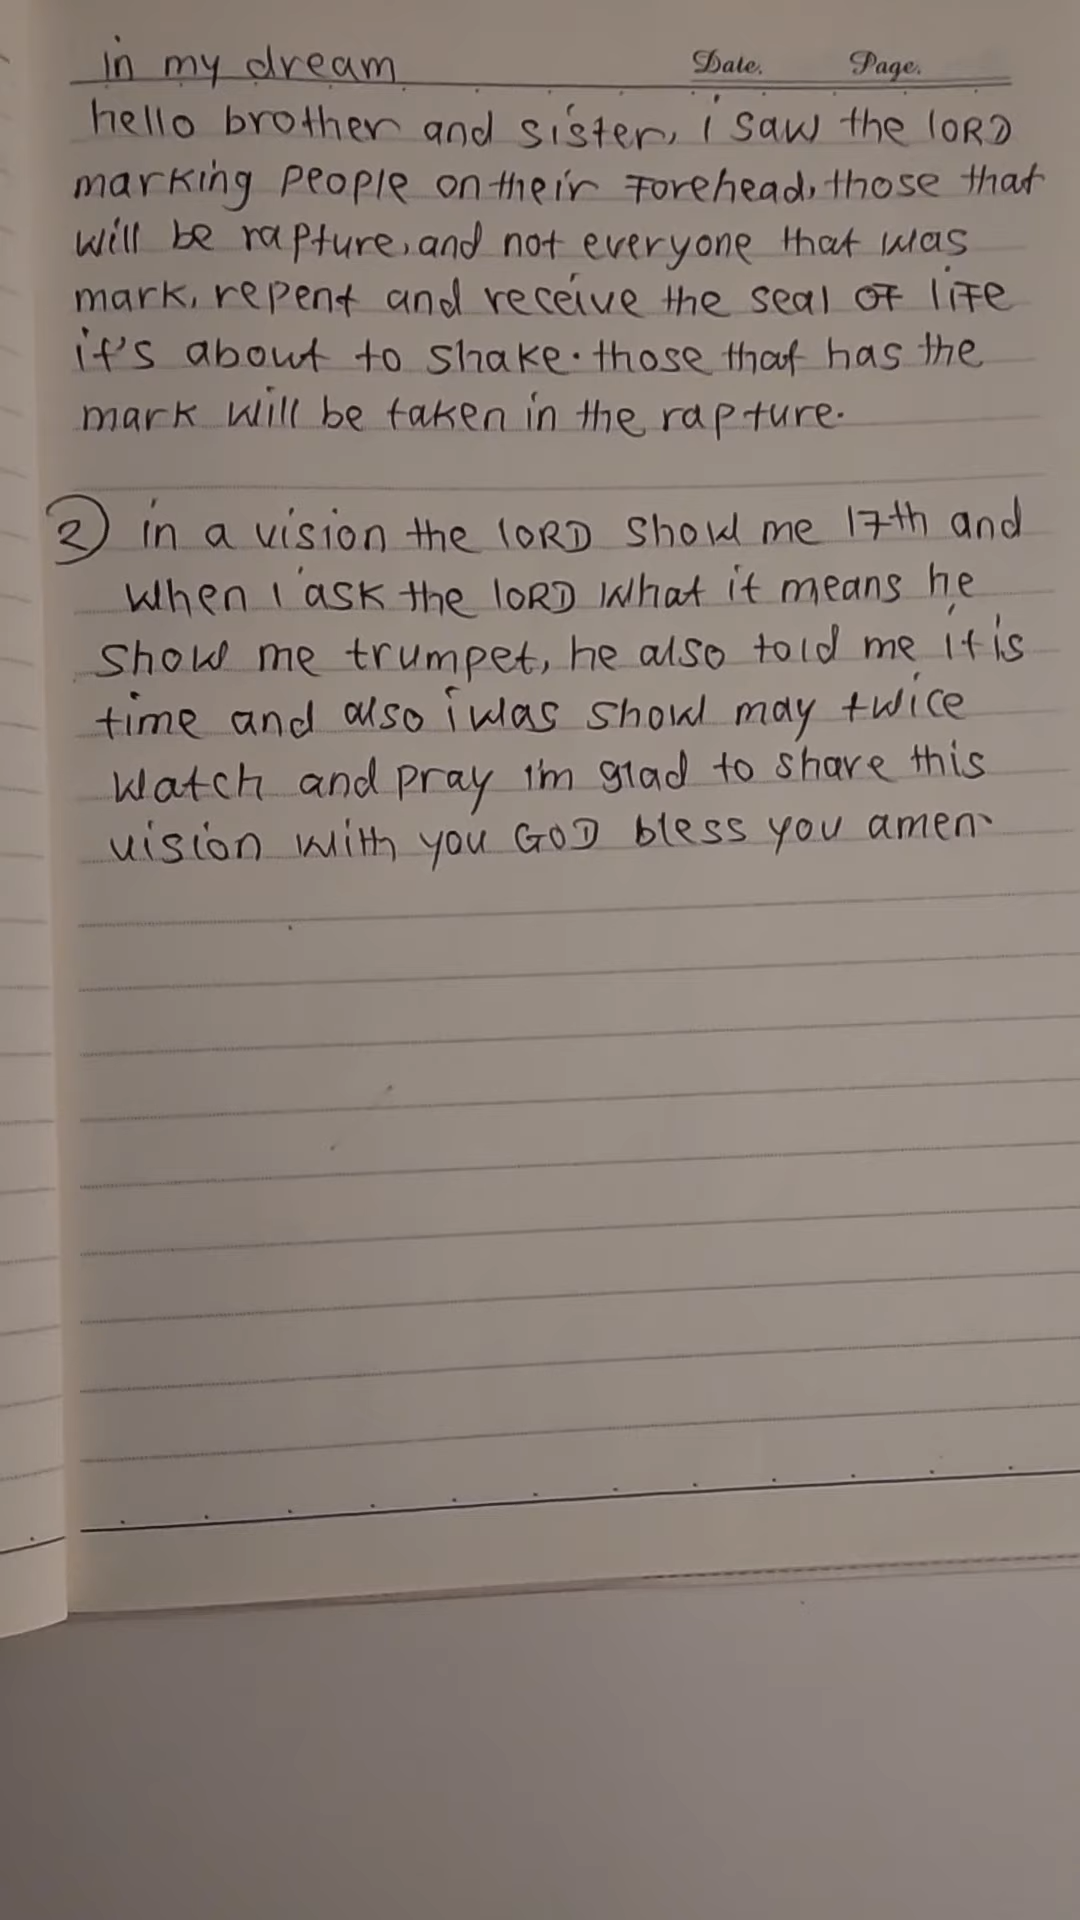 in my dream Date. Page.
hello brother and sister, i saw the lORD
marking people on their Forehead, those that
will be rapture, and not everyone that was
mark, repent and receive the seal OF liFe
it's about to shake. those that has the
mark will be taken in the rapture.
2 in a vision the lORD show me 17th and
when i ask the lORD what it means he
show me trumpet, he also told me it is
time and also i was show may twice
watch and pray i'm glad to share this
vision with you GOD bless you amen.